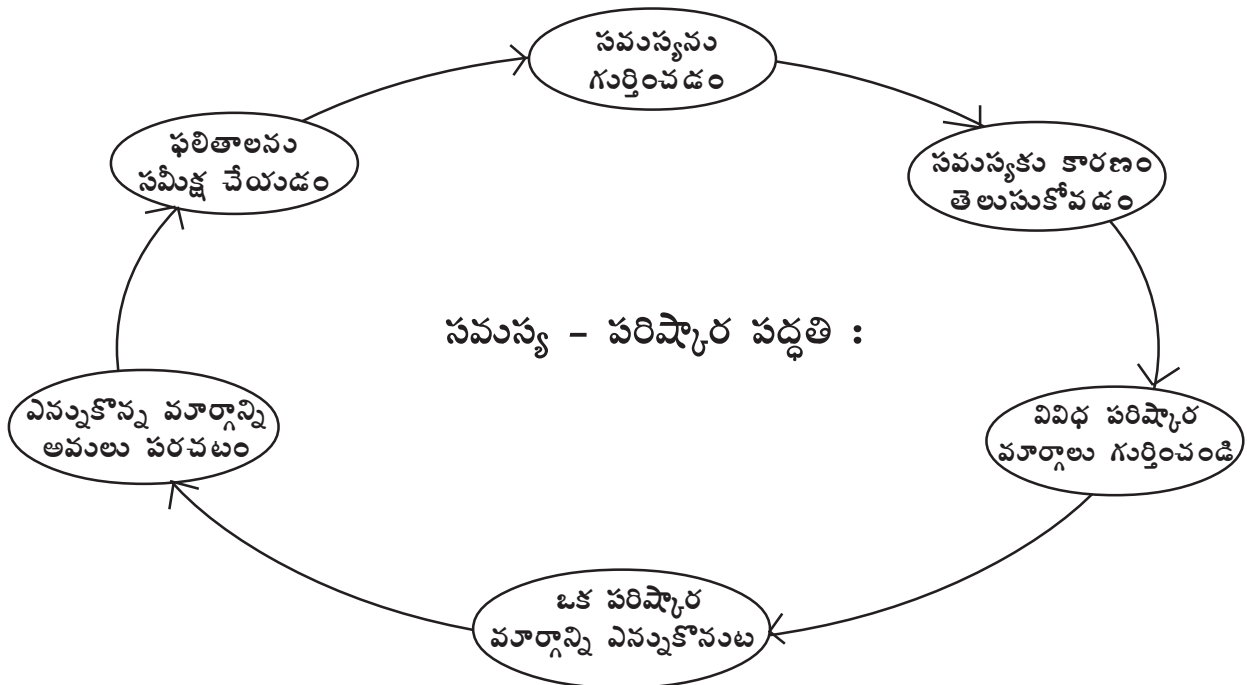 సమస్యను
గుర్తించడం
సమస్యకు కారణం
తెలుసుకోవడం
వివిధ పరిష్కార
మార్గాలు గుర్తించండి
ఒక పరిష్కార
మార్గాన్ని ఎన్నుకొనుట
ఎన్నుకొన్న మార్గాన్ని
అమలు పరచటం
ఫలితాలను
సమీక్ష చేయడం
సమస్య – పరిష్కార పద్ధతి :